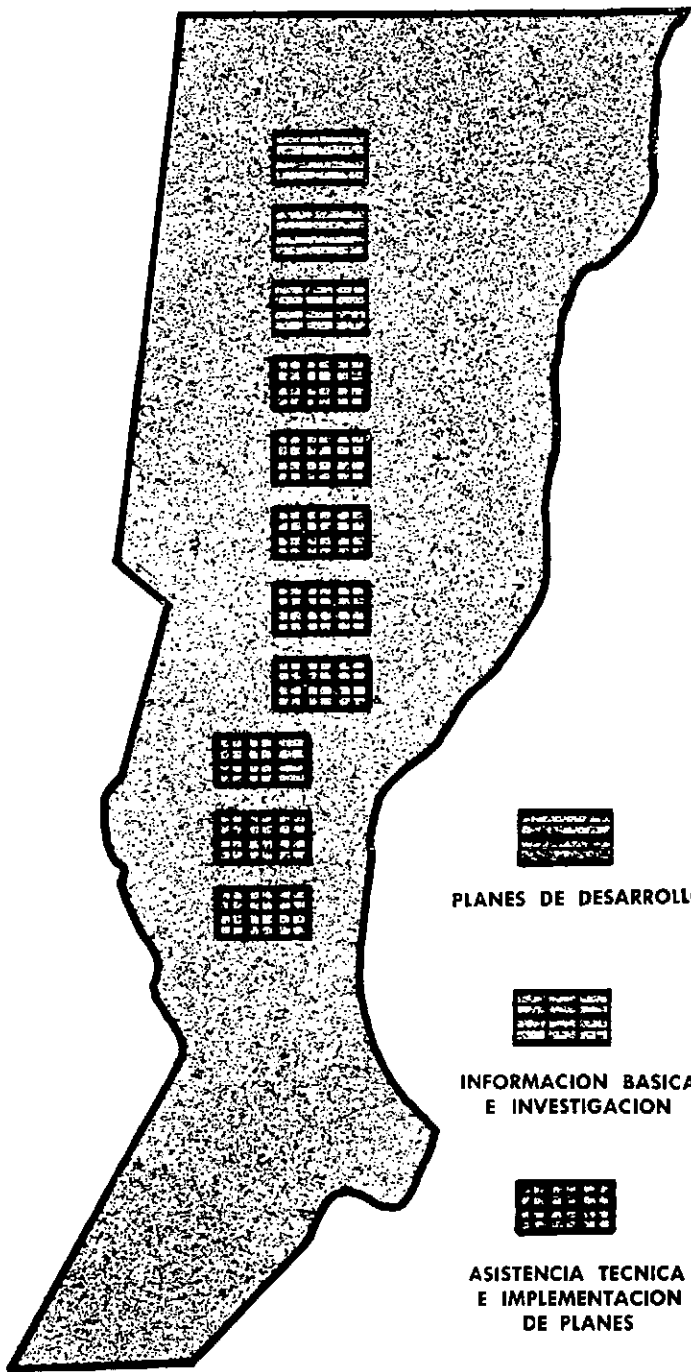 PLANES DE DESARROLLO
INFORMACION BASICA
E INVESTIGACION
ASISTENCIA TECNICA
E IMPLEMENTACION
DE PLANES